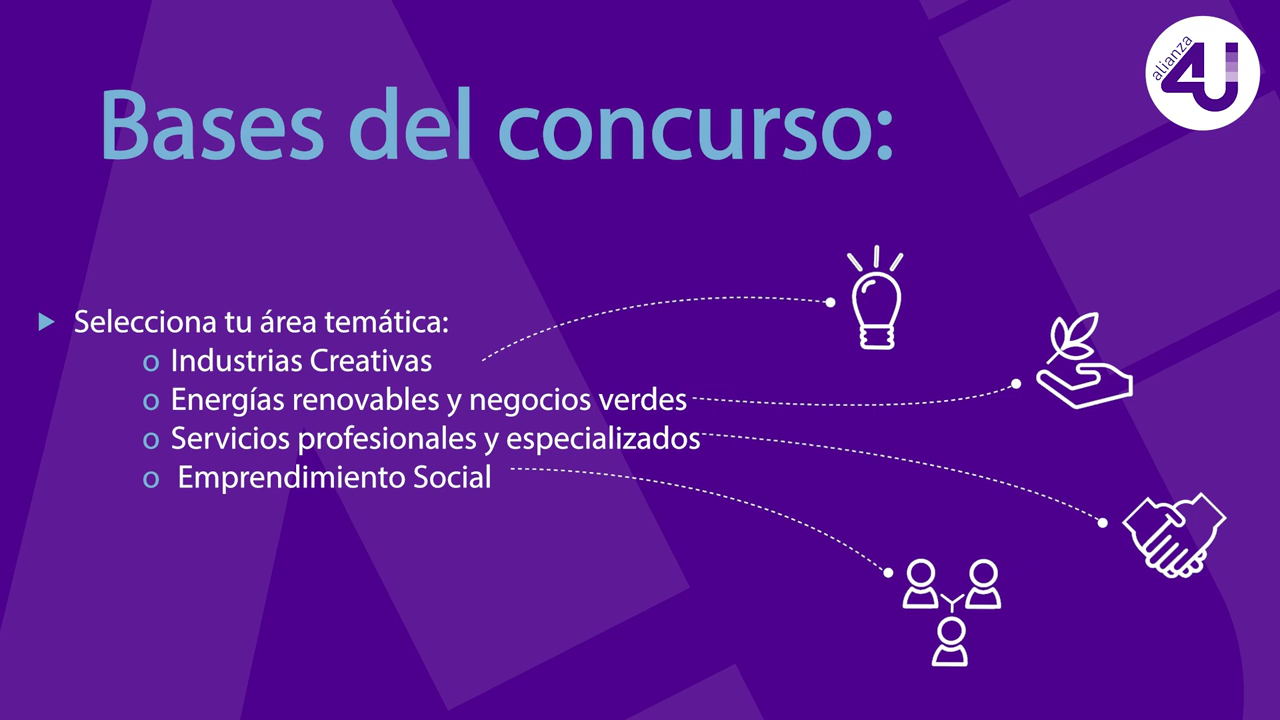 alianza
4U
Bases del concurso:
Selecciona tu área temática:
o Industrias Creativas
o Energías renovables y negocios verdes
o Servicios profesionales y especializados
o Emprendimiento Social